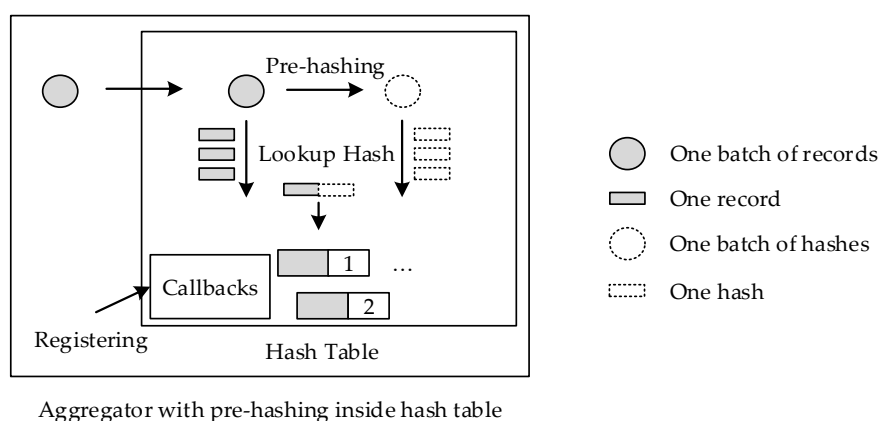 Pre-hashing
Lookup Hash
1
...
Callbacks
2
Registering
Hash Table
One batch of records
One record
One batch of hashes
One hash
Aggregator with pre-hashing inside hash table